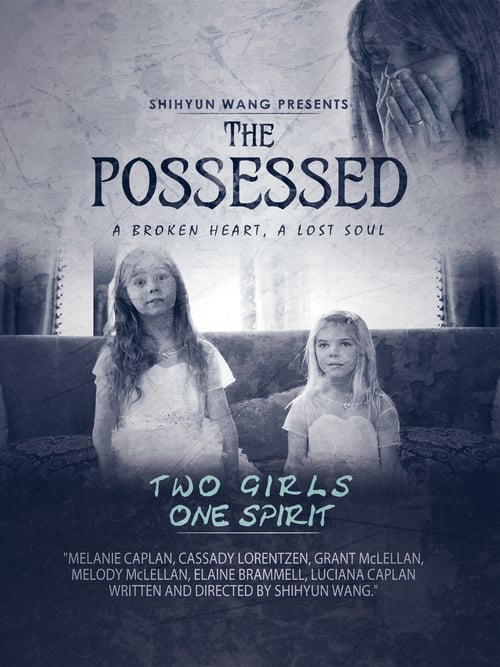 SHIHYUN WANG PRESENTS
THE
POSSESSED
A BROKEN HEART, A LOST SOUL
TWO GIRLS
ONE SPIRIT
"MELANIE CAPLAN, CASSADY LORENTZEN, GRANT McLELLAN,
MELODY McLELLAN, ELAINE BRAMMELL, LUCIANA CAPLAN
WRITTEN AND DIRECTED BY SHIHYUN WANG."